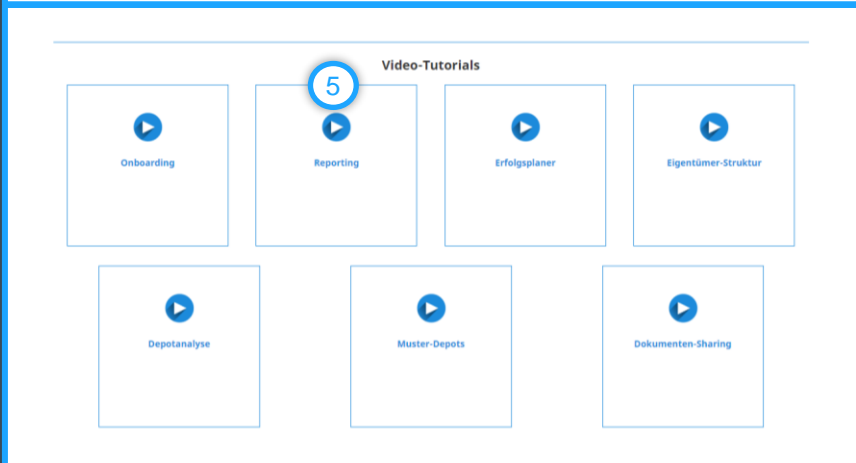 Video-Tutorials
5
Onboarding
Reporting
Erfolgsplaner
Eigentümer-Struktur
Depotanalyse
Muster-Depots
Dokumenten-Sharing